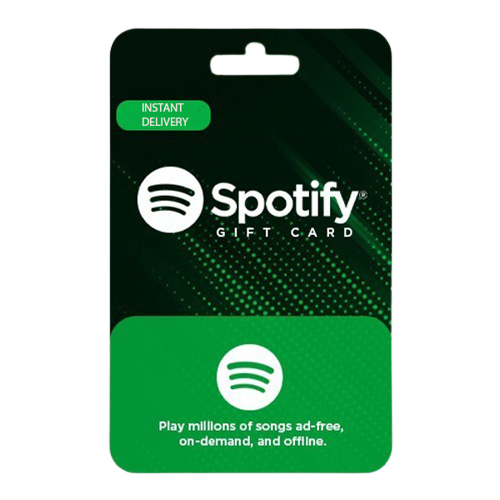 INSTANT
DELIVERY
Spotify®
GIFT CARD
Play millions of songs ad-free,
on-demand, and offline.